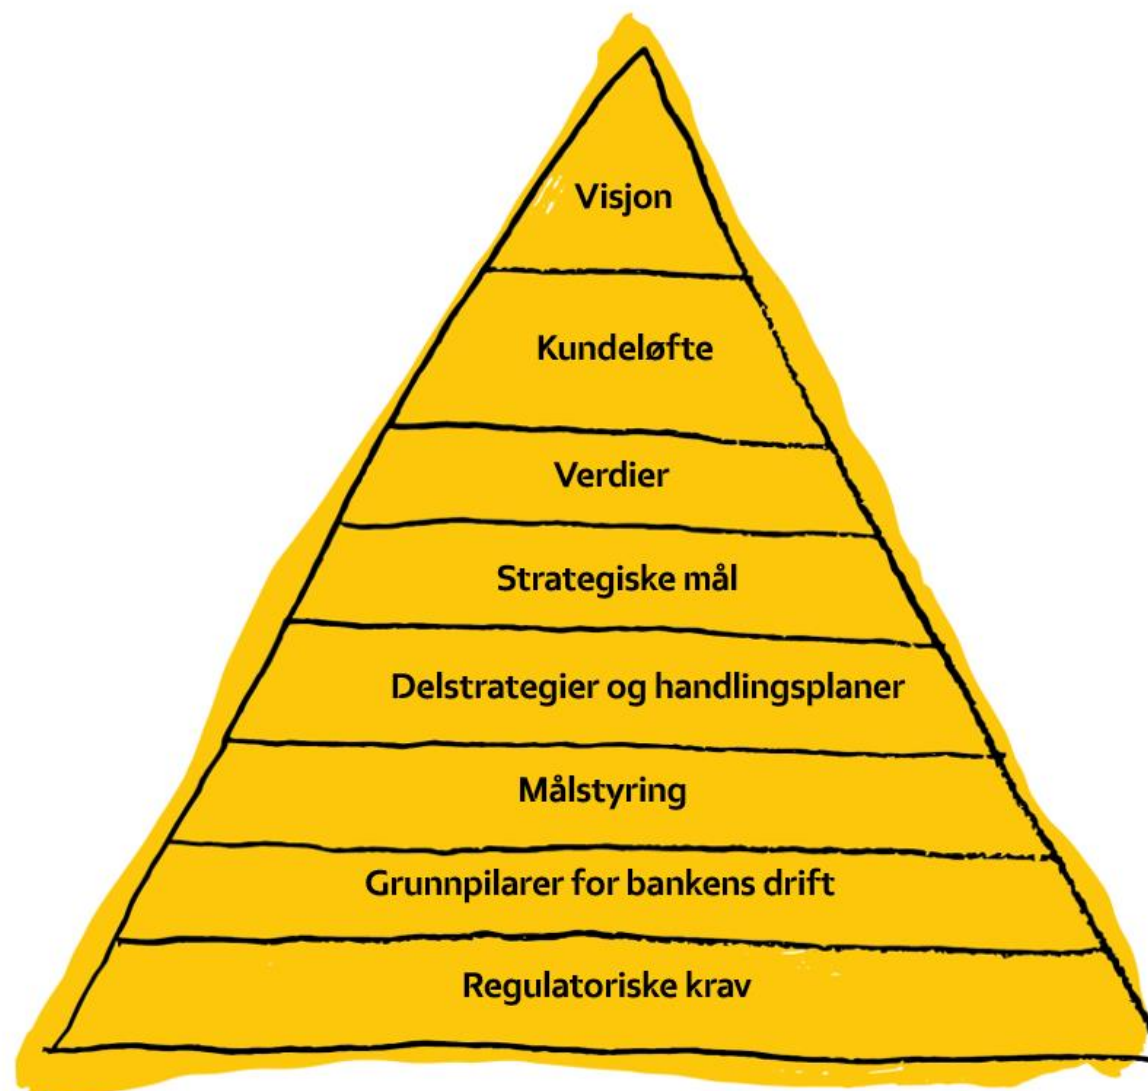 Visjon
Kundeløfte
Verdier
Strategiske mål
Delstrategier og handlingsplaner
Målstyring
Grunnpilarer for bankens drift
Regulatoriske krav